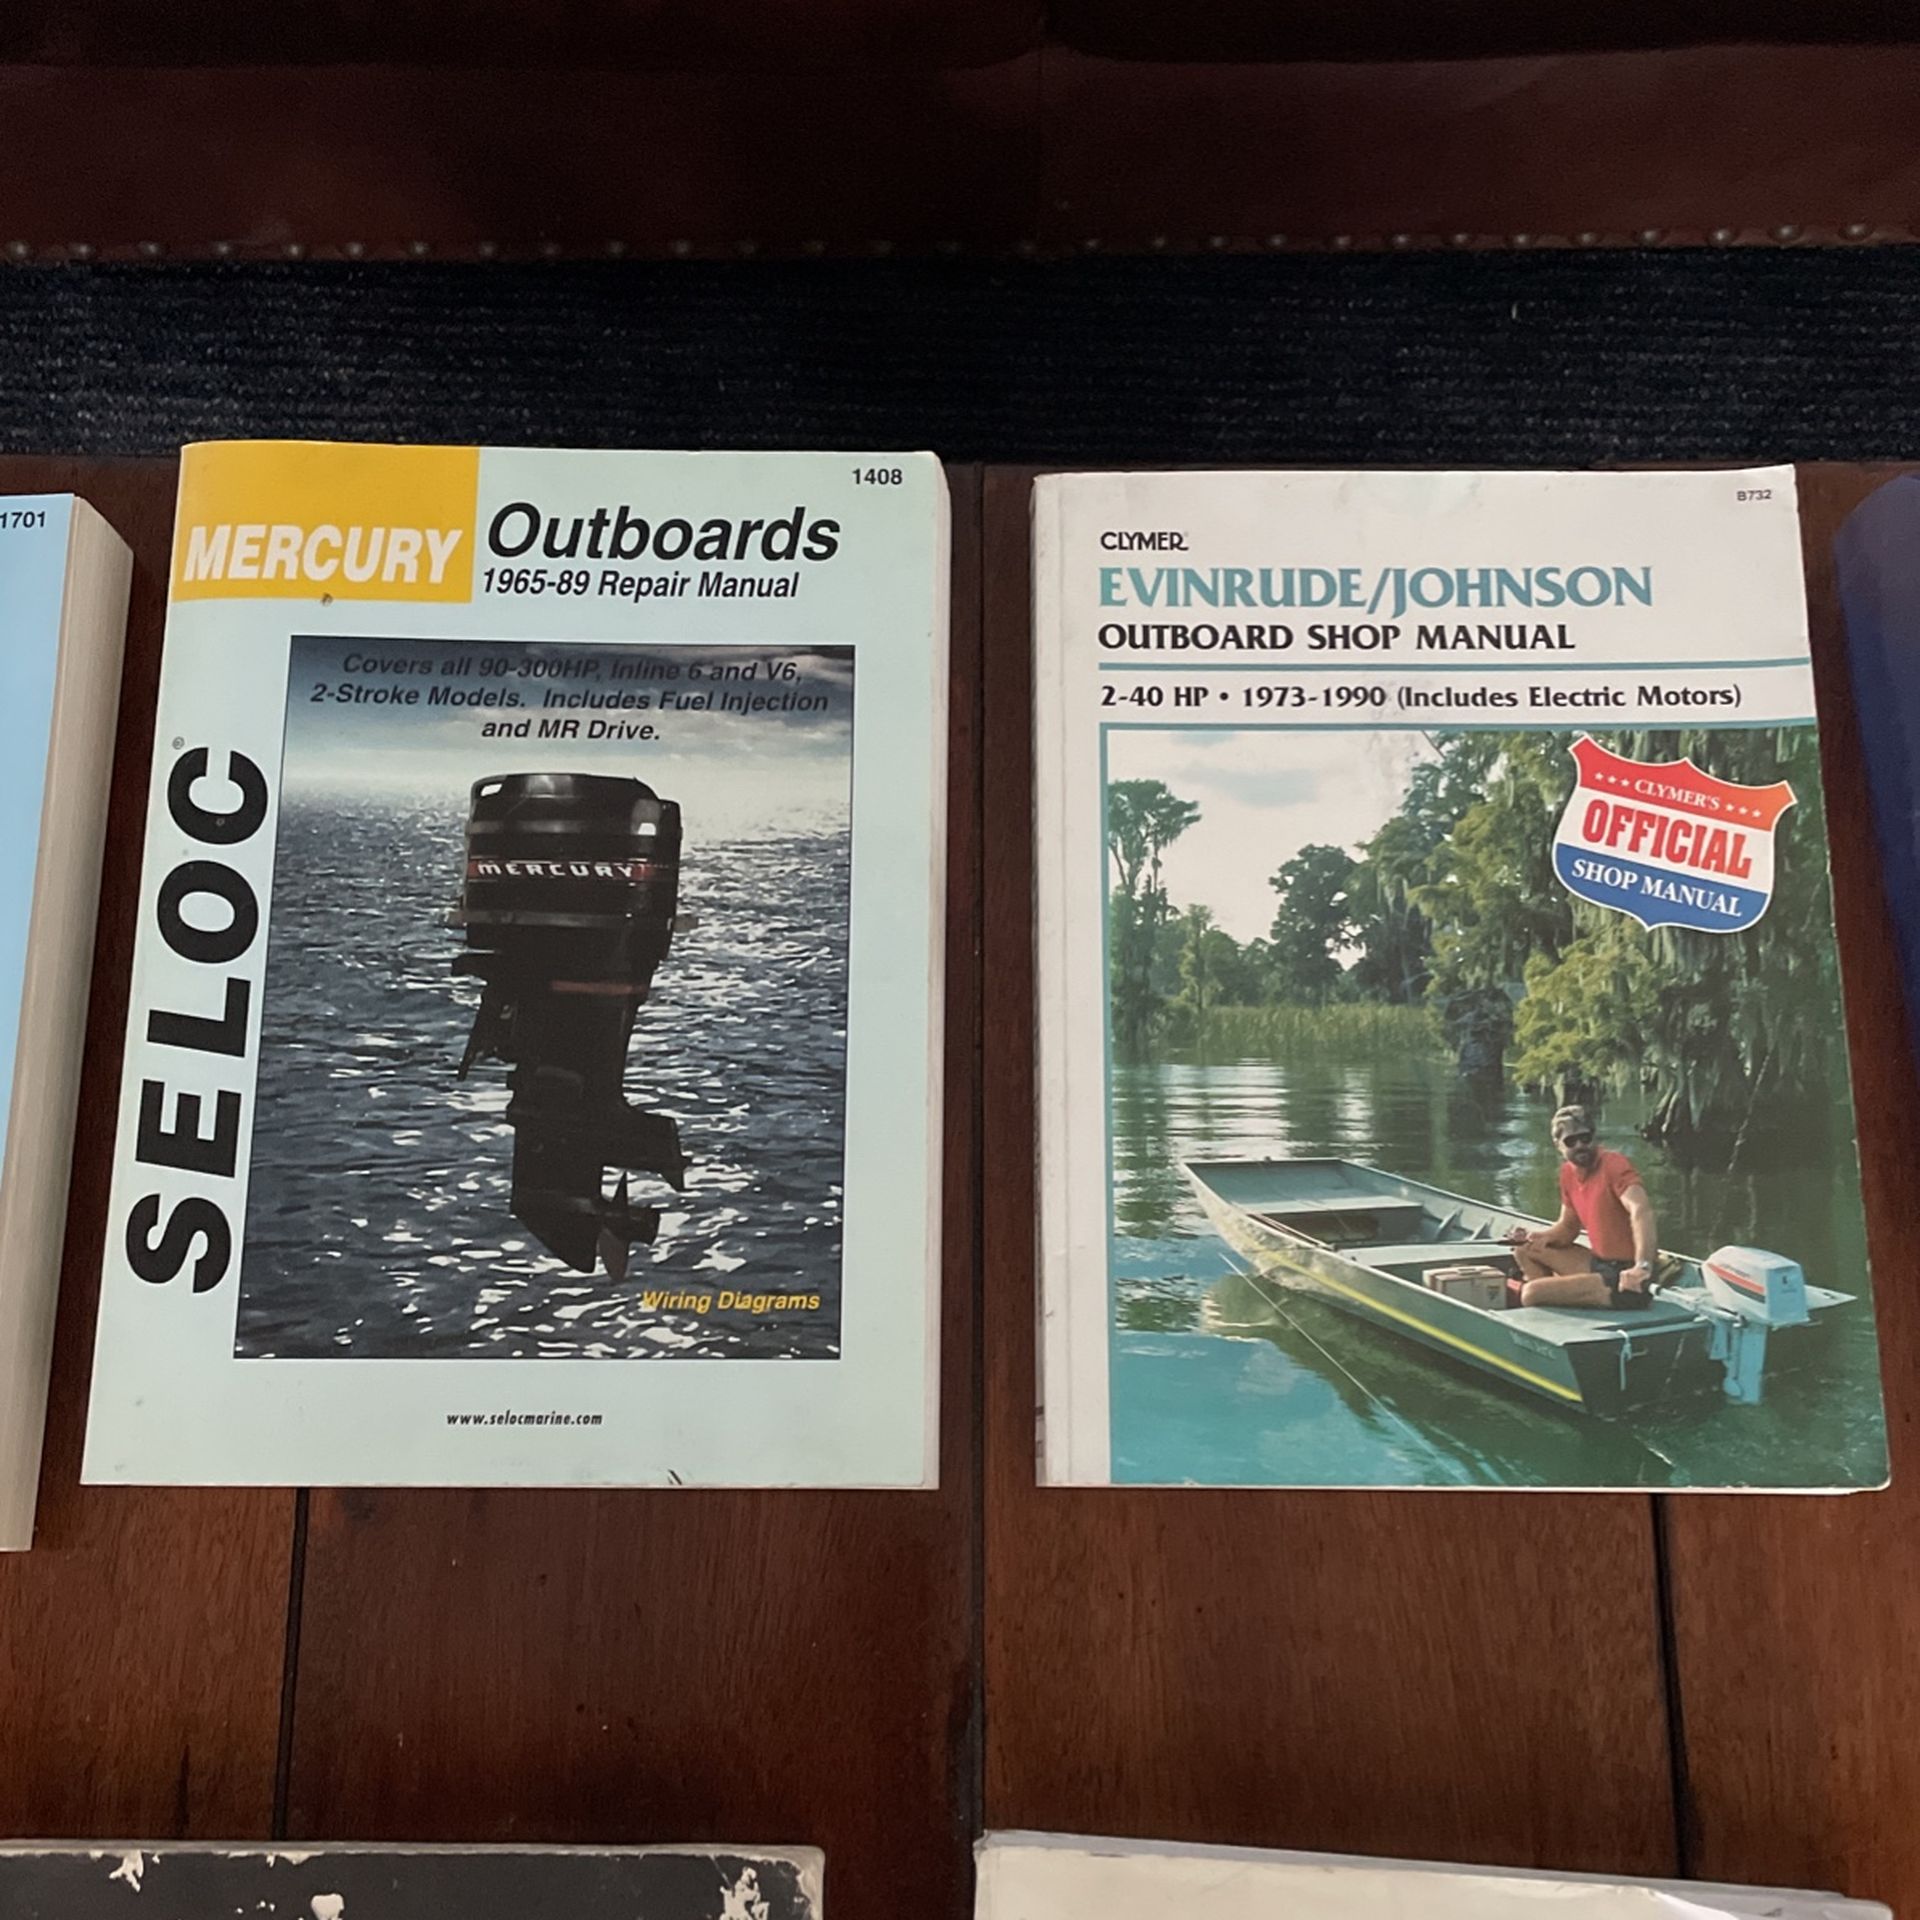 1701
1408
MERCURY
Outboards
1965-89 Repair Manual
Covers all 90-300HP, Inline 6 and V6,
2-Stroke Models. Includes Fuel Injection
and MR Drive.
SELOC®
MERCURY
Wiring Diagrams
www.selocmarine.com
B732
CLYMER®
EVINRUDE/JOHNSON
OUTBOARD SHOP MANUAL
2-40 HP • 1973-1990 (Includes Electric Motors)
★★★ CLYMER'S ★★★
OFFICIAL
SHOP MANUAL